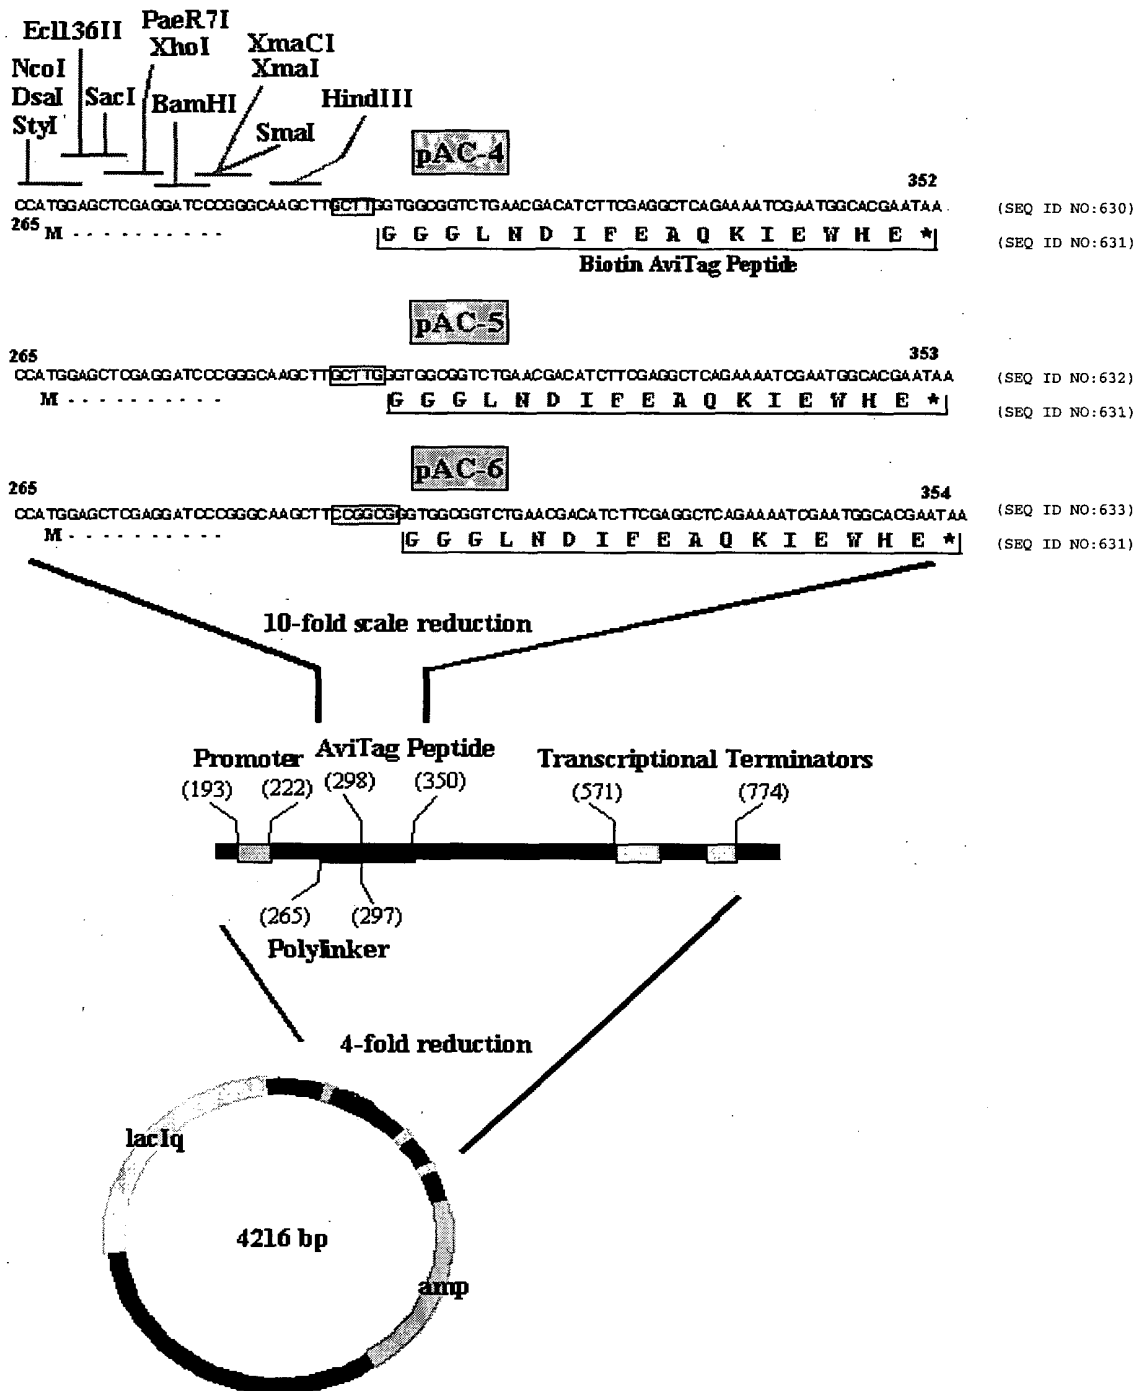 Ecl136II
PaeR7I
XhoI
XmaCI
XmaI
NcoI
DsaI
StyI
SacI
BamHI
HindIII
SmaI
pAC-4
352
CCATGGAGCTCGAGGATCCCGGGCAAGCTTGCTTGGTGGCGGTCTGAACGACATCTTCGAGGCTCAGAAAATCGAATGGCACGAATAA (SEQ ID NO:630)
265 M - - - - - - - - - - G G G L N D I F E A Q K I E W H E * (SEQ ID NO:631)
Biotin AviTag Peptide
pAC-5
265 353
CCATGGAGCTCGAGGATCCCGGGCAAGCTTGCTTGGGTGGCGGTCTGAACGACATCTTCGAGGCTCAGAAAATCGAATGGCACGAATAA (SEQ ID NO:632)
M - - - - - - - - - - G G G L N D I F E A Q K I E W H E * (SEQ ID NO:631)
pAC-6
265 354
CCATGGAGCTCGAGGATCCCGGGCAAGCTTCCGGCGGGTGGCGGTCTGAACGACATCTTCGAGGCTCAGAAAATCGAATGGCACGAATAA (SEQ ID NO:633)
M - - - - - - - - - - G G G L N D I F E A Q K I E W H E * (SEQ ID NO:631)
10-fold scale reduction
Promoter AviTag Peptide Transcriptional Terminators
(193) (222) (298) (350) (571) (774)
(265) (297)
Polylinker
4-fold reduction
lacIq
4216 bp
amp